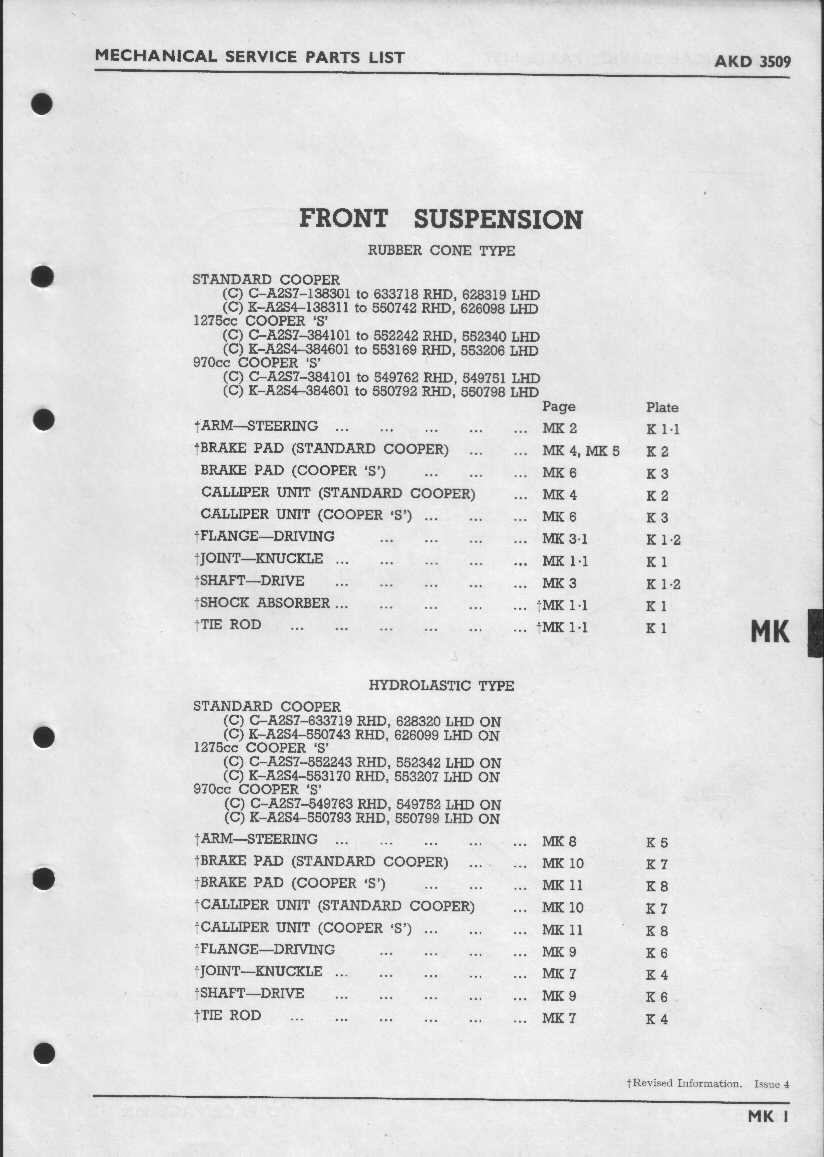 MECHANICAL SERVICE PARTS LIST AKD 3509
FRONT SUSPENSION
RUBBER CONE TYPE
STANDARD COOPER
(C) C–A2S7–138301 to 633718 RHD, 628319 LHD
(C) K–A2S4–138311 to 550742 RHD, 626098 LHD
1275cc COOPER ‘S’
(C) C–A2S7–384101 to 552242 RHD, 552340 LHD
(C) K–A2S4–384601 to 553169 RHD, 553206 LHD
970cc COOPER ‘S’
(C) C–A2S7–384101 to 549762 RHD, 549751 LHD
(C) K–A2S4–384601 to 550792 RHD, 550798 LHD
Page Plate
†ARM—STEERING ... ... ... ... ... MK 2 K 1·1
†BRAKE PAD (STANDARD COOPER) ... ... MK 4, MK 5 K 2
BRAKE PAD (COOPER ‘S’) ... ... ... MK 6 K 3
CALLIPER UNIT (STANDARD COOPER) ... MK 4 K 2
CALLIPER UNIT (COOPER ‘S’) ... ... ... MK 6 K 3
†FLANGE—DRIVING ... ... ... ... MK 3·1 K 1·2
†JOINT—KNUCKLE ... ... ... ... ... MK 1·1 K 1
†SHAFT—DRIVE ... ... ... ... ... MK 3 K 1·2
†SHOCK ABSORBER ... ... ... ... ... †MK 1·1 K 1
†TIE ROD ... ... ... ... ... ... †MK 1·1 K 1
MK
HYDROLASTIC TYPE
STANDARD COOPER
(C) C–A2S7–633719 RHD, 628320 LHD ON
(C) K–A2S4–550743 RHD, 626099 LHD ON
1275cc COOPER ‘S’
(C) C–A2S7–552243 RHD, 552342 LHD ON
(C) K–A2S4–553170 RHD, 553207 LHD ON
970cc COOPER ‘S’
(C) C–A2S7–549763 RHD, 549752 LHD ON
(C) K–A2S4–550793 RHD, 550799 LHD ON
†ARM—STEERING ... ... ... ... ... MK 8 K 5
†BRAKE PAD (STANDARD COOPER) ... ... MK 10 K 7
†BRAKE PAD (COOPER ‘S’) ... ... ... MK 11 K 8
†CALLIPER UNIT (STANDARD COOPER) ... MK 10 K 7
†CALLIPER UNIT (COOPER ‘S’) ... ... ... MK 11 K 8
†FLANGE—DRIVING ... ... ... ... MK 9 K 6
†JOINT—KNUCKLE ... ... ... ... ... MK 7 K 4
†SHAFT—DRIVE ... ... ... ... ... MK 9 K 6
†TIE ROD ... ... ... ... ... ... MK 7 K 4
†Revised Information. Issue 4
MK 1